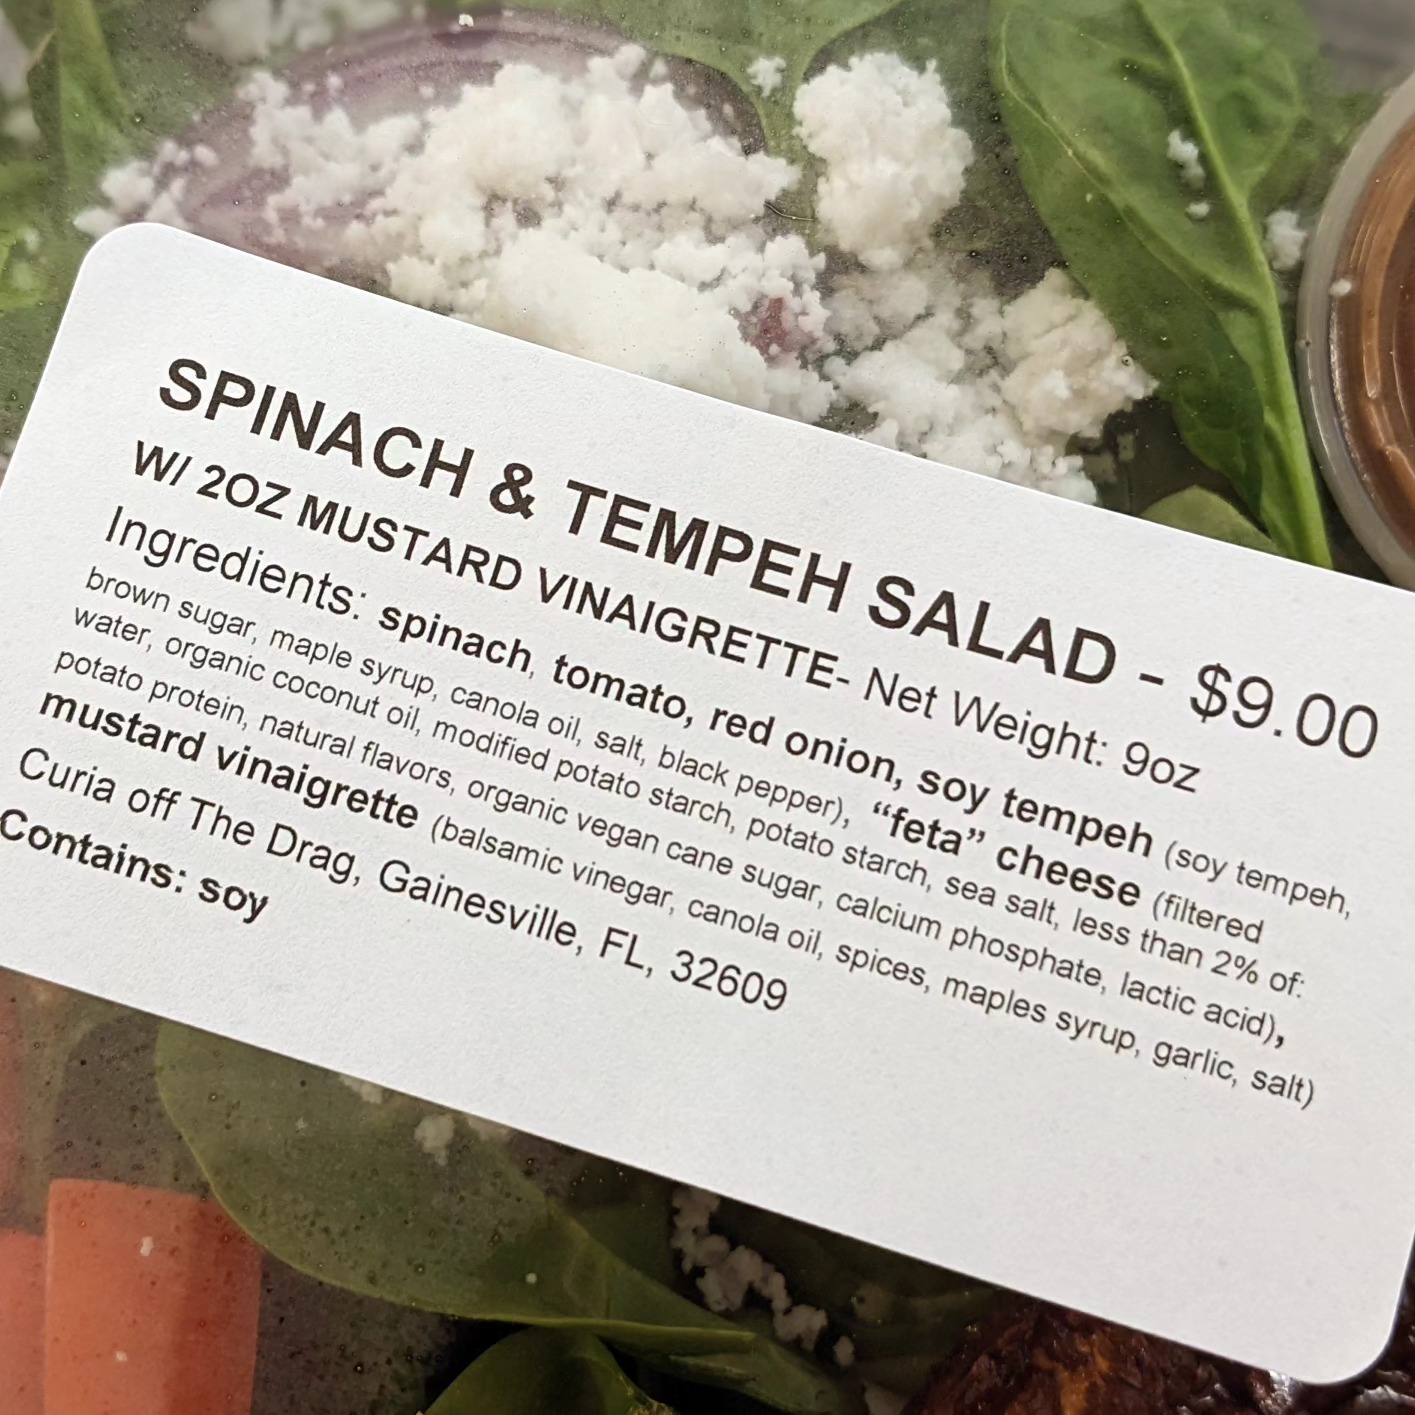 SPINACH & TEMPEH SALAD - $9.00
W/ 2OZ MUSTARD VINAIGRETTE- Net Weight: 9oz
Ingredients: spinach, tomato, red onion, soy tempeh (soy tempeh,
brown sugar, maple syrup, canola oil, salt, black pepper), “feta” cheese (filtered
water, organic coconut oil, modified potato starch, potato starch, sea salt, less than 2% of:
potato protein, natural flavors, organic vegan cane sugar, calcium phosphate, lactic acid),
mustard vinaigrette (balsamic vinegar, canola oil, spices, maples syrup, garlic, salt)
Curia off The Drag, Gainesville, FL, 32609
Contains: soy